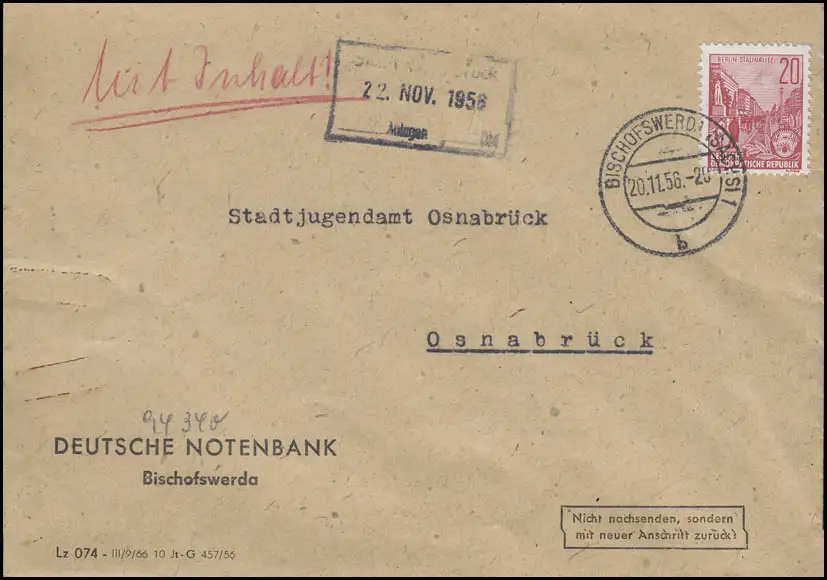 Mit Inhalt!
22. NOV. 1956
Anlagen
BERLIN STALINALLEE
20
DEUTSCHE DEMOKRATISCHE REPUBLIK
BISCHOFSWERDA (SACHS) 1
20.11.56.-20
b
Stadtjugendamt Osnabrück
Osnabrück
94 340
DEUTSCHE NOTENBANK
Bischofswerda
Nicht nachsenden, sondern
mit neuer Anschrift zurück!
Lz 074 - III/9/66 10 Jt-G 457/56